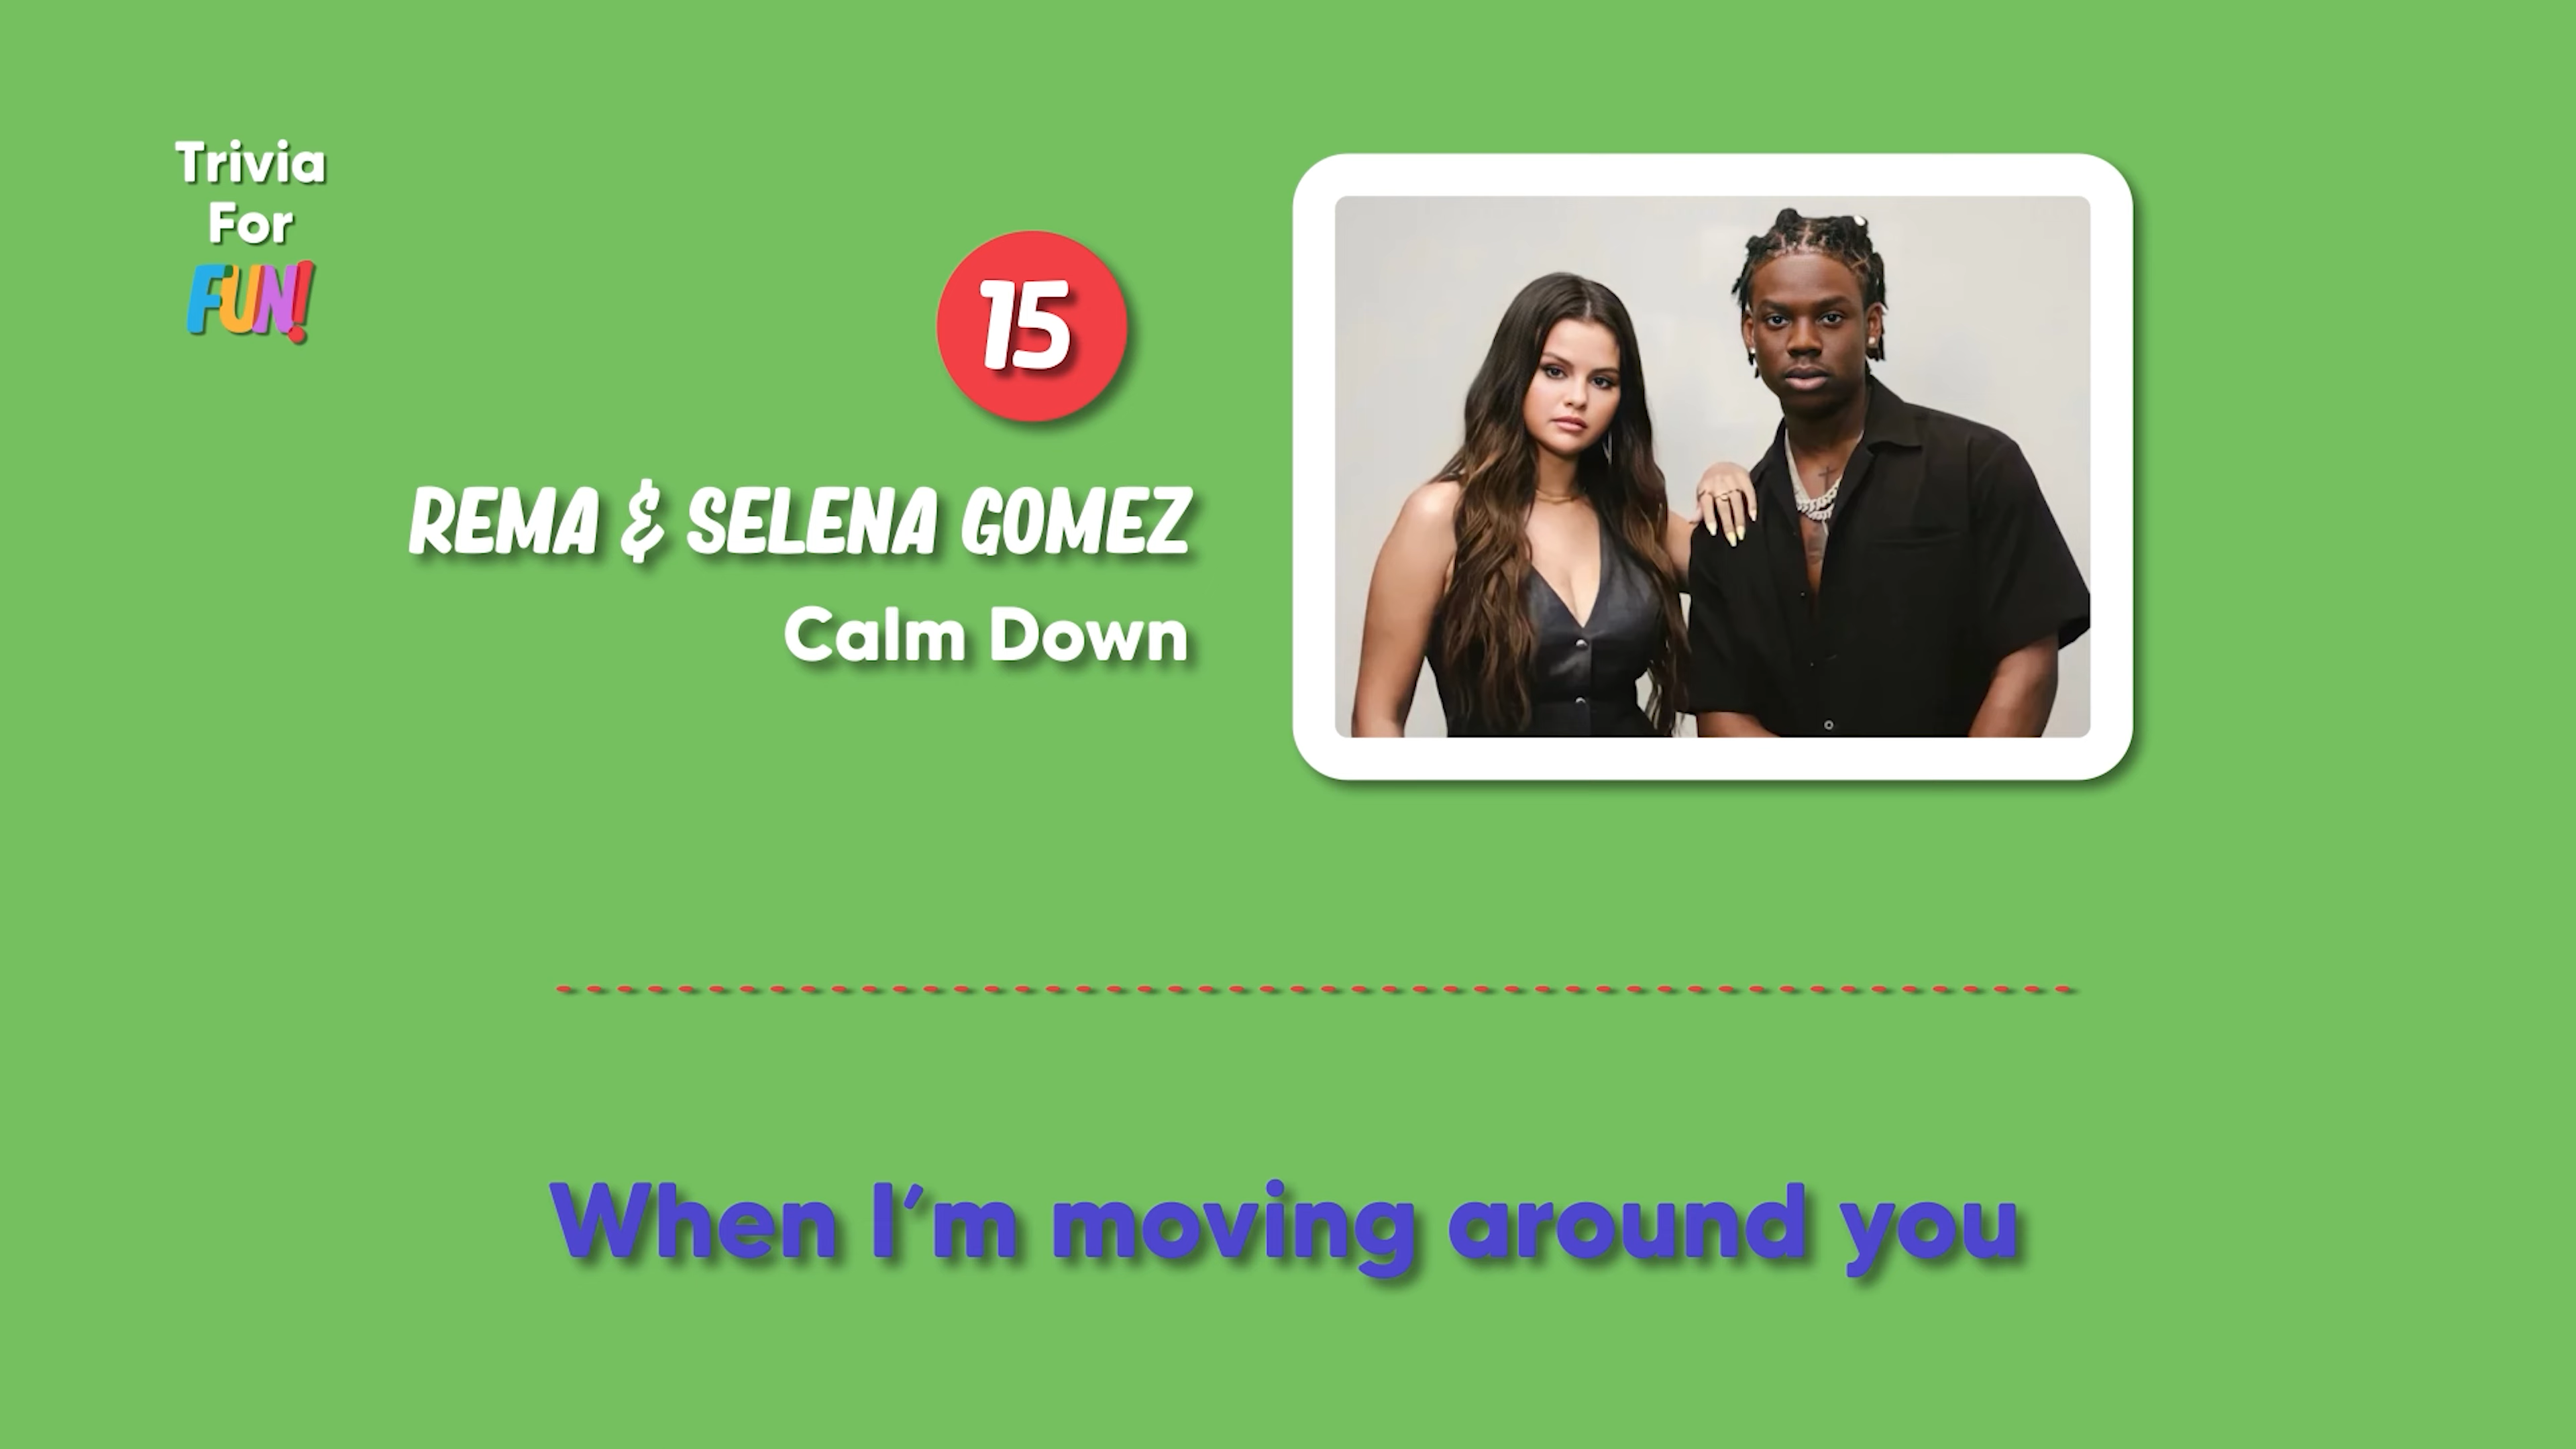 Trivia
For
FUN!
15
REMA & SELENA GOMEZ
Calm Down
When I'm moving around you